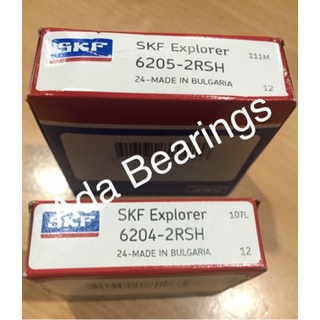 SKF
SKF Explorer
111M
6205-2RSH
24-MADE IN BULGARIA
12
Ada Bearings
SKF
SKF Explorer
107L
6204-2RSH
24-MADE IN BULGARIA
12